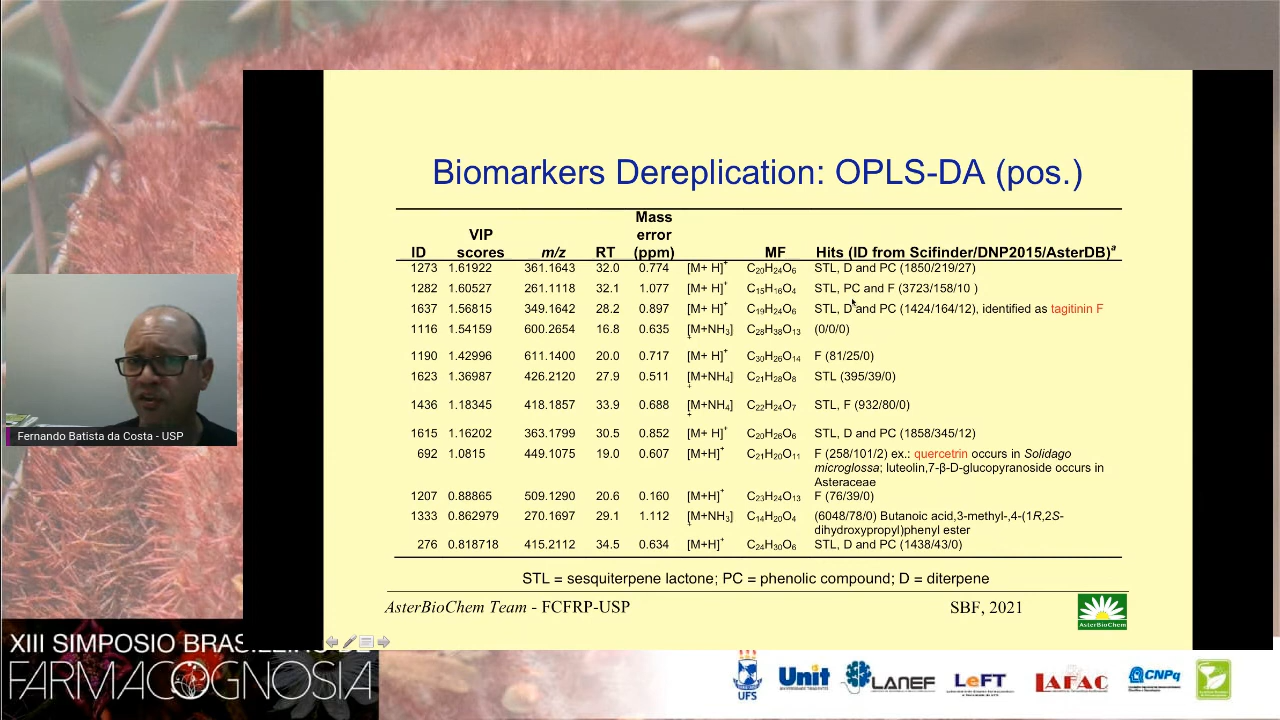 Biomarkers Dereplication: OPLS-DA (pos.)
ID VIP scores m/z RT Mass error (ppm) MF Hits (ID from Scifinder/DNP2015/AsterDB)ᵃ
1273 1.61922 361.1643 32.0 0.774 [M+ H]⁺ C₂₀H₂₄O₆ STL, D and PC (1850/219/27)
1282 1.60527 261.1118 32.1 1.077 [M+ H]⁺ C₁₅H₁₆O₄ STL, PC and F (3723/158/10 )
1637 1.56815 349.1642 28.2 0.897 [M+ H]⁺ C₁₉H₂₄O₆ STL, D and PC (1424/164/12), identified as tagitinin F
1116 1.54159 600.2654 16.8 0.635 [M+NH₃]⁺ C₂₈H₃₈O₁₃ (0/0/0)
1190 1.42996 611.1400 20.0 0.717 [M+ H]⁺ C₃₀H₂₆O₁₄ F (81/25/0)
1623 1.36987 426.2120 27.9 0.511 [M+NH₄]⁺ C₂₁H₂₈O₈ STL (395/39/0)
1436 1.18345 418.1857 33.9 0.688 [M+NH₄]⁺ C₂₂H₂₄O₇ STL, F (932/80/0)
1615 1.16202 363.1799 30.5 0.852 [M+ H]⁺ C₂₀H₂₆O₆ STL, D and PC (1858/345/12)
692 1.0815 449.1075 19.0 0.607 [M+H]⁺ C₂₁H₂₀O₁₁ F (258/101/2) ex.: quercetrin occurs in Solidago
microglossa; luteolin,7-β-D-glucopyranoside occurs in
Asteraceae
1207 0.88865 509.1290 20.6 0.160 [M+H]⁺ C₂₃H₂₄O₁₃ F (76/39/0)
1333 0.862979 270.1697 29.1 1.112 [M+NH₃]⁺ C₁₄H₂₀O₄ (6048/78/0) Butanoic acid,3-methyl-,4-(1R,2S-
dihydroxypropyl)phenyl ester
276 0.818718 415.2112 34.5 0.634 [M+H]⁺ C₂₄H₃₀O₆ STL, D and PC (1438/43/0)
STL = sesquiterpene lactone; PC = phenolic compound; D = diterpene
AsterBioChem Team - FCFRP-USP SBF, 2021
AsterBioChem
Fernando Batista da Costa - USP
XIII SIMPOSIO
FARMACOGNOSIA
UFS Unit LANEF LeFT LAFAC CNPq